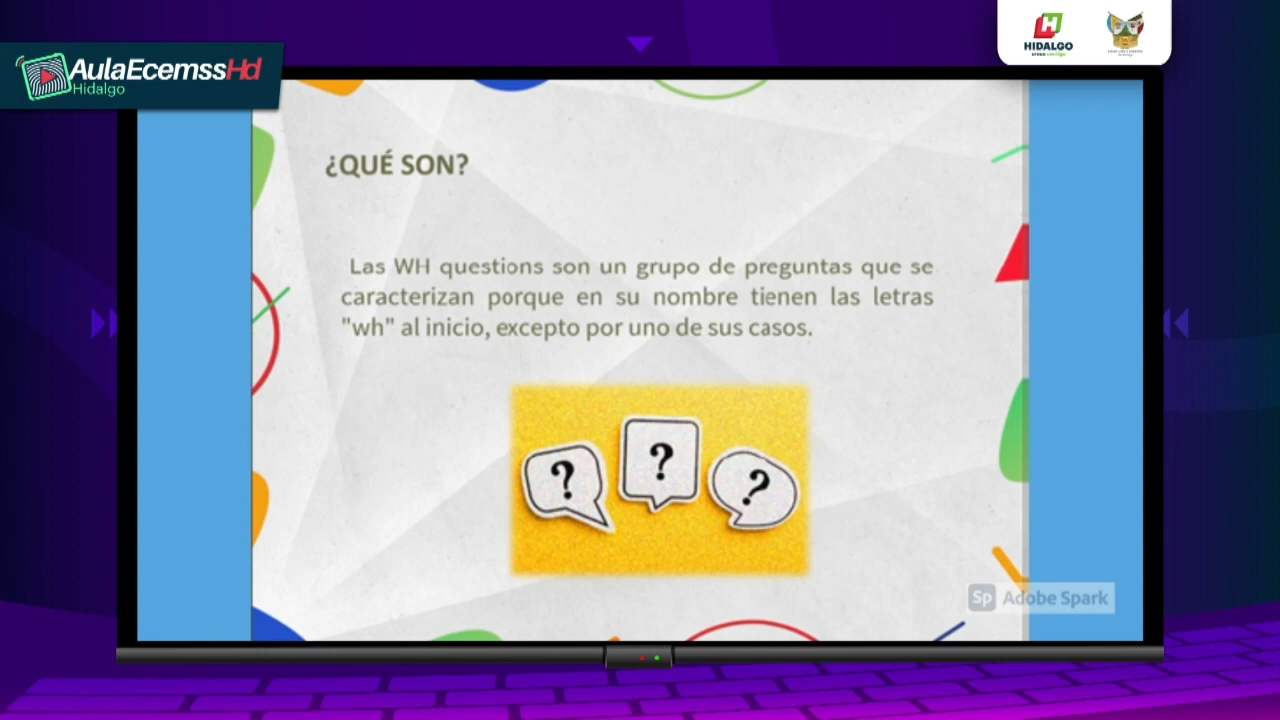 AulaEcemssHd
Hidalgo
HIDALGO
¿QUÉ SON?
Las WH questions son un grupo de preguntas que se
caracterizan porque en su nombre tienen las letras
"wh" al inicio, excepto por uno de sus casos.
? ? ?
Sp Adobe Spark